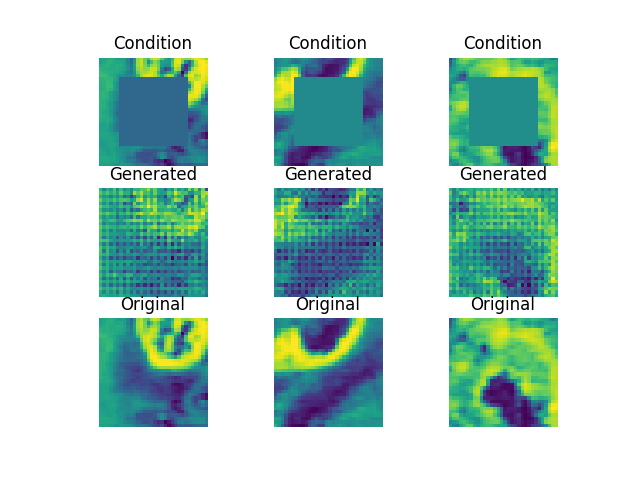 Condition Condition Condition
Generated Generated Generated
Original Original Original